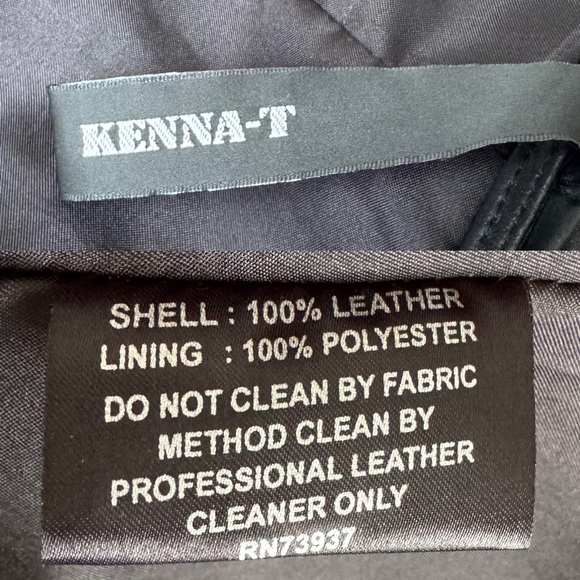 KENNA-T
SHELL : 100% LEATHER
LINING : 100% POLYESTER
DO NOT CLEAN BY FABRIC
METHOD CLEAN BY
PROFESSIONAL LEATHER
CLEANER ONLY
RN73937